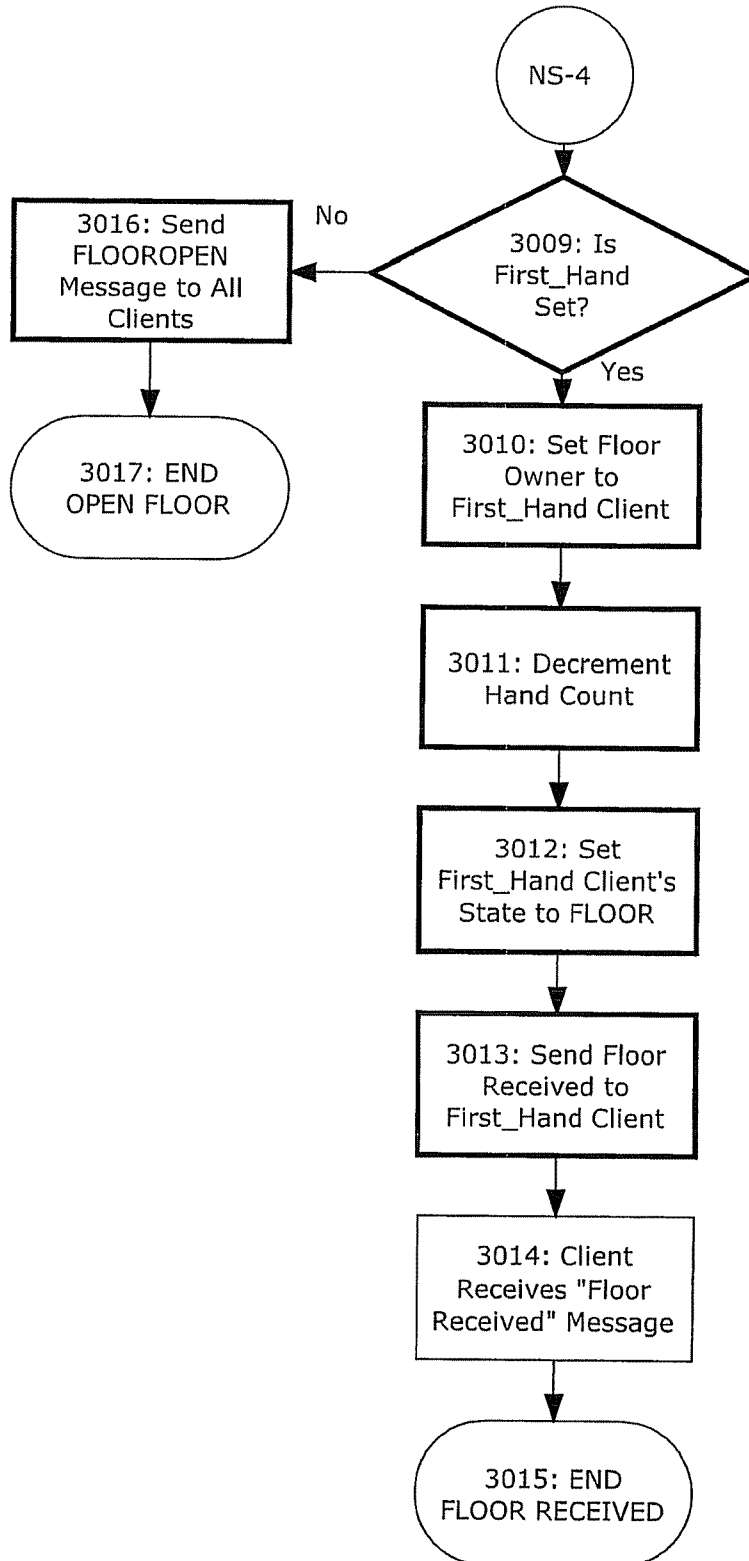 NS-4
3009: Is
First_Hand
Set?
No
3016: Send
FLOOROPEN
Message to All
Clients
3017: END
OPEN FLOOR
Yes
3010: Set Floor
Owner to
First_Hand Client
3011: Decrement
Hand Count
3012: Set
First_Hand Client's
State to FLOOR
3013: Send Floor
Received to
First_Hand Client
3014: Client
Receives "Floor
Received" Message
3015: END
FLOOR RECEIVED